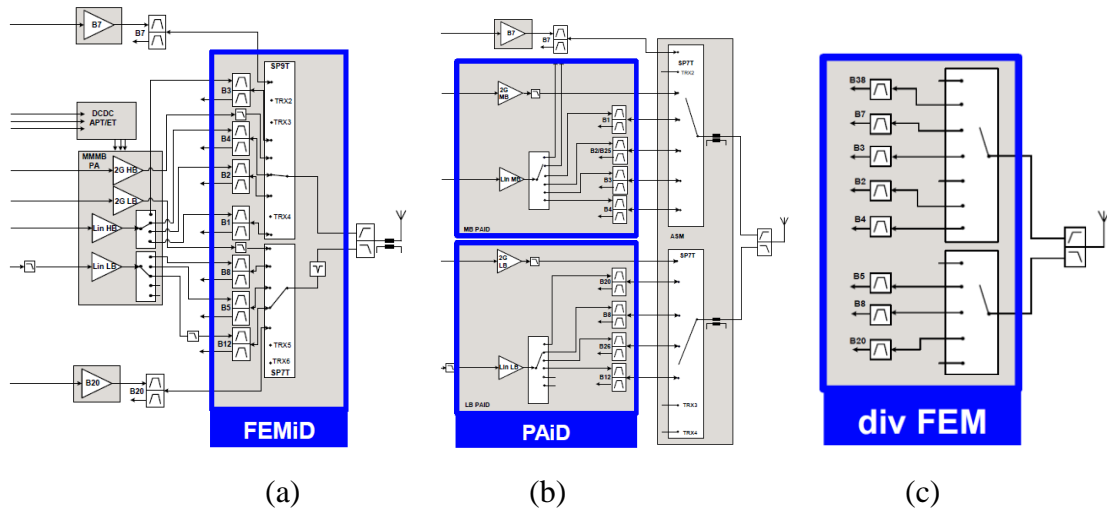 B7
B7
DCDC
APT/ET
MMMB
PA
2G HB
2G LB
Lin HB
Lin LB
B20
B20
SP9T
B3
TRX2
TRX3
B4
B2
TRX4
B1
B8
B5
B12
TRX5
TRX6
SP7T
FEMiD
(a)
B7
B7
2G
MB
Lin MB
B1
B2/B25
B3
B4
MB PAID
SP7T
TRX2
ASM
2G
LB
B20
B8
B26
Lin LB
B12
LB PAID
SP7T
TRX3
TRX4
PAiD
(b)
B38
B7
B3
B2
B4
B5
B8
B20
div FEM
(c)